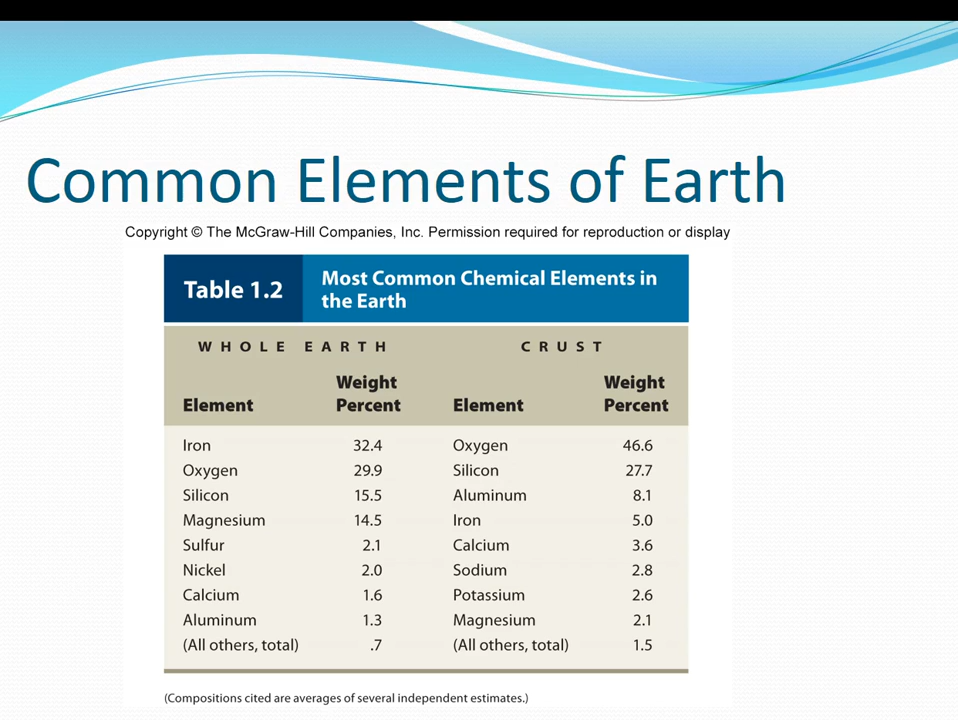 Common Elements of Earth
Copyright © The McGraw-Hill Companies, Inc. Permission required for reproduction or display
Table 1.2
Most Common Chemical Elements in
the Earth
WHOLE EARTH CRUST
Weight Weight
Element Percent Element Percent
Iron 32.4 Oxygen 46.6
Oxygen 29.9 Silicon 27.7
Silicon 15.5 Aluminum 8.1
Magnesium 14.5 Iron 5.0
Sulfur 2.1 Calcium 3.6
Nickel 2.0 Sodium 2.8
Calcium 1.6 Potassium 2.6
Aluminum 1.3 Magnesium 2.1
(All others, total) .7 (All others, total) 1.5
(Compositions cited are averages of several independent estimates.)